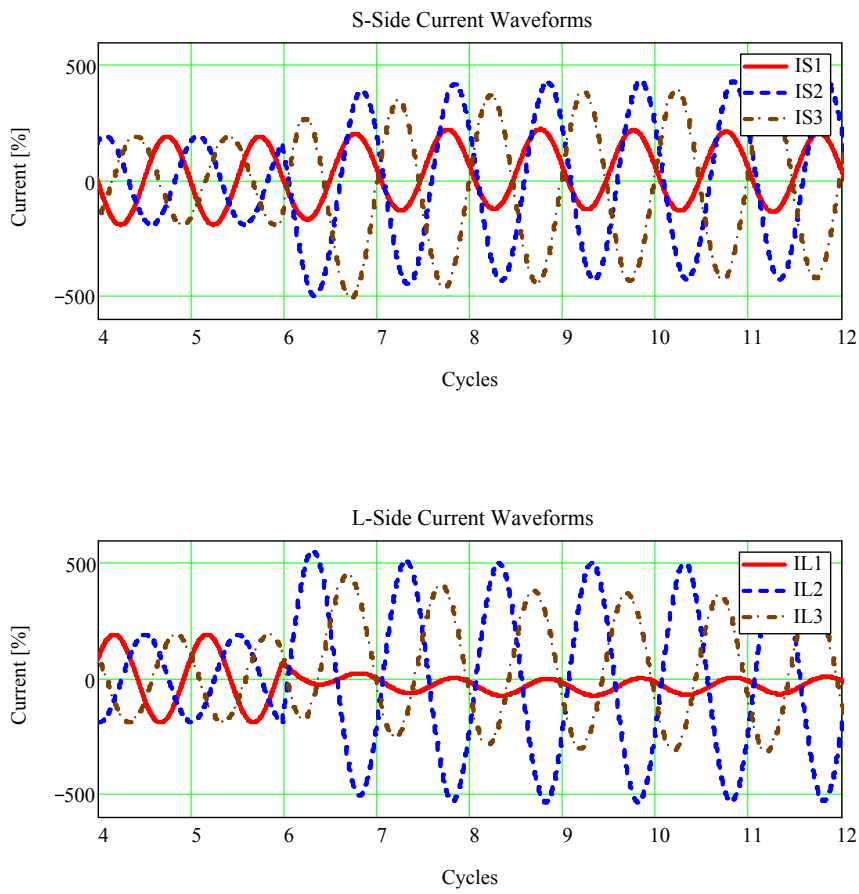 S-Side Current Waveforms
500
0
−500
Current [%]
IS1
IS2
IS3
4 5 6 7 8 9 10 11 12
Cycles
L-Side Current Waveforms
500
0
−500
Current [%]
IL1
IL2
IL3
4 5 6 7 8 9 10 11 12
Cycles